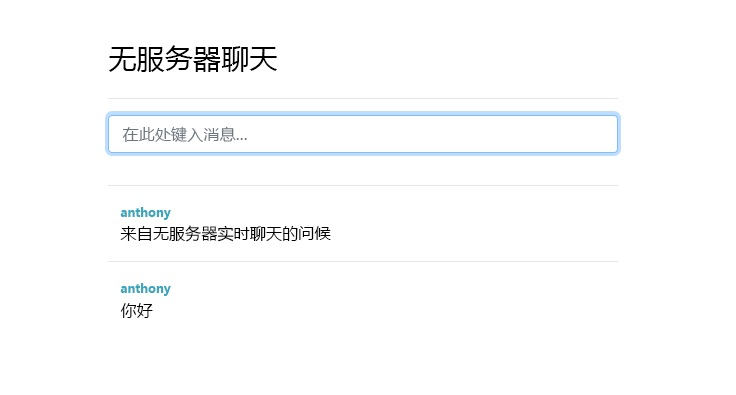 无服务器聊天
在此处键入消息...
anthony
来自无服务器实时聊天的问候
anthony
你好